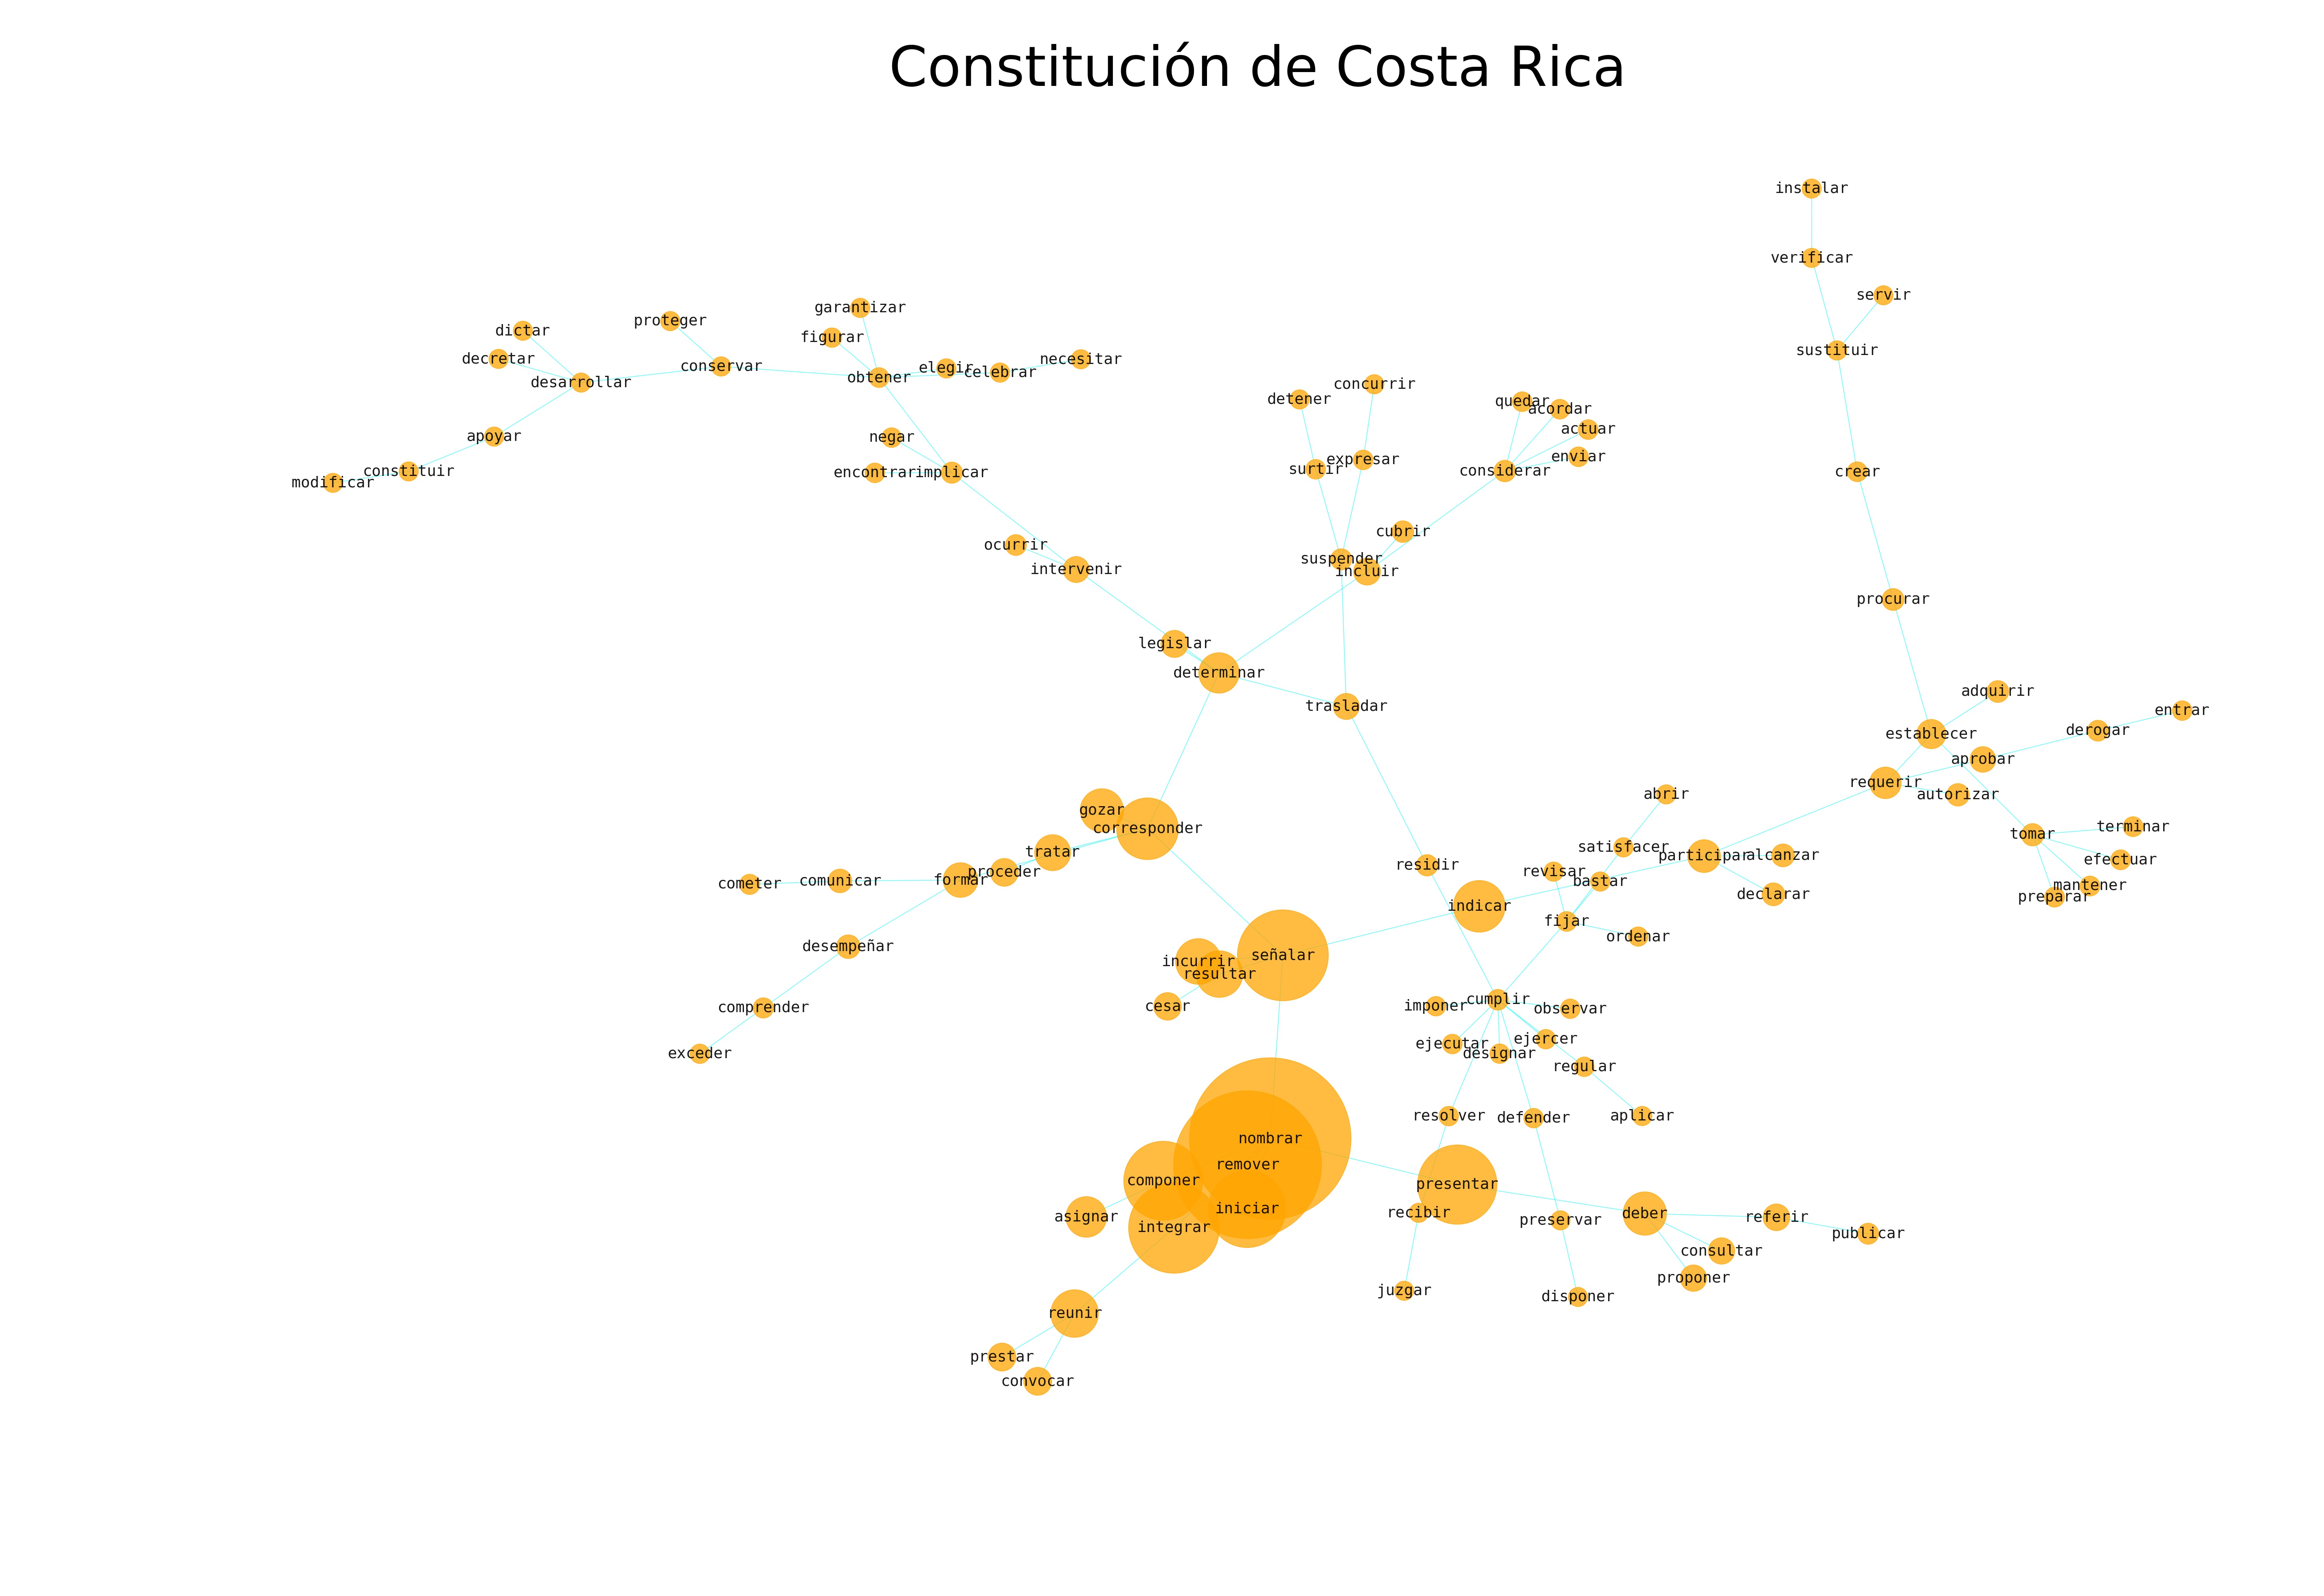 Constitución de Costa Rica
instalar
verificar
servir
garantizar
proteger
dictar
figurar
sustituir
decretar
necesitar
conservar
elegir
celebrar
obtener
desarrollar
concurrir
detener
quedar
acordar
actuar
apoyar
negar
enviar
expresar
surtir
constituir
considerar
crear
encontrar
implicar
modificar
cubrir
ocurrir
suspender
intervenir
incluir
procurar
legislar
determinar
adquirir
trasladar
entrar
derogar
establecer
aprobar
requerir
abrir
autorizar
gozar
corresponder
terminar
tomar
satisfacer
tratar
participar
alcanzar
efectuar
residir
revisar
proceder
formar
comunicar
cometer
bastar
mantener
declarar
preparar
indicar
fijar
ordenar
desempeñar
señalar
incurrir
resultar
cumplir
cesar
imponer
observar
comprender
ejercer
ejecutar
designar
exceder
regular
resolver
defender
aplicar
nombrar
remover
componer
presentar
iniciar
recibir
deber
asignar
referir
preservar
integrar
publicar
consultar
proponer
juzgar
disponer
reunir
prestar
convocar